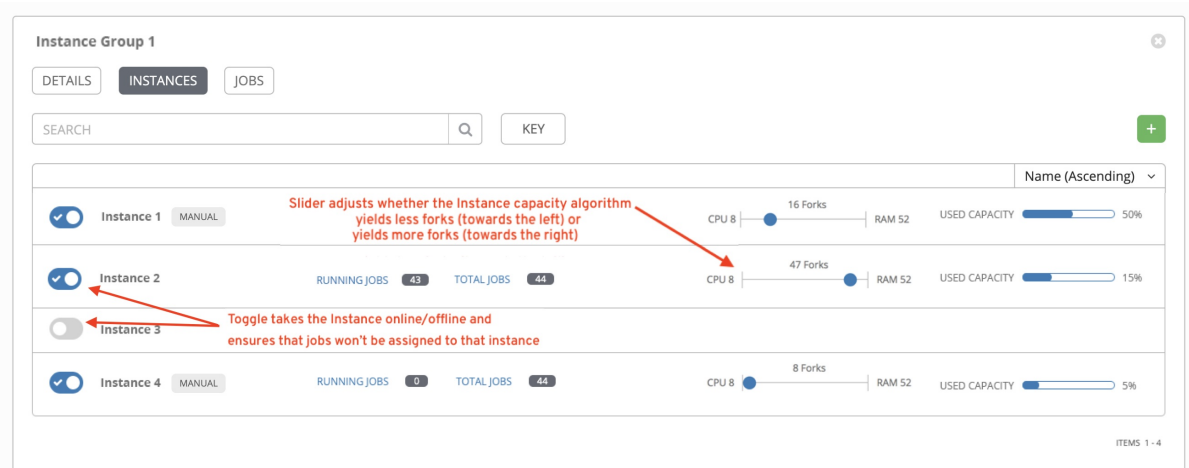 Instance Group 1
DETAILS INSTANCES JOBS
SEARCH KEY +
Name (Ascending)
Instance 1 MANUAL
Slider adjusts whether the Instance capacity algorithm
yields less forks (towards the left) or
yields more forks (towards the right)
16 Forks
CPU 8 RAM 52 USED CAPACITY 50%
Instance 2 RUNNING JOBS 43 TOTAL JOBS 44
47 Forks
CPU 8 RAM 52 USED CAPACITY 15%
Toggle takes the Instance online/offline and
Instance 3
ensures that jobs won't be assigned to that instance
Instance 4 MANUAL RUNNING JOBS 0 TOTAL JOBS 44
8 Forks
CPU 8 RAM 52 USED CAPACITY 5%
ITEMS 1 - 4